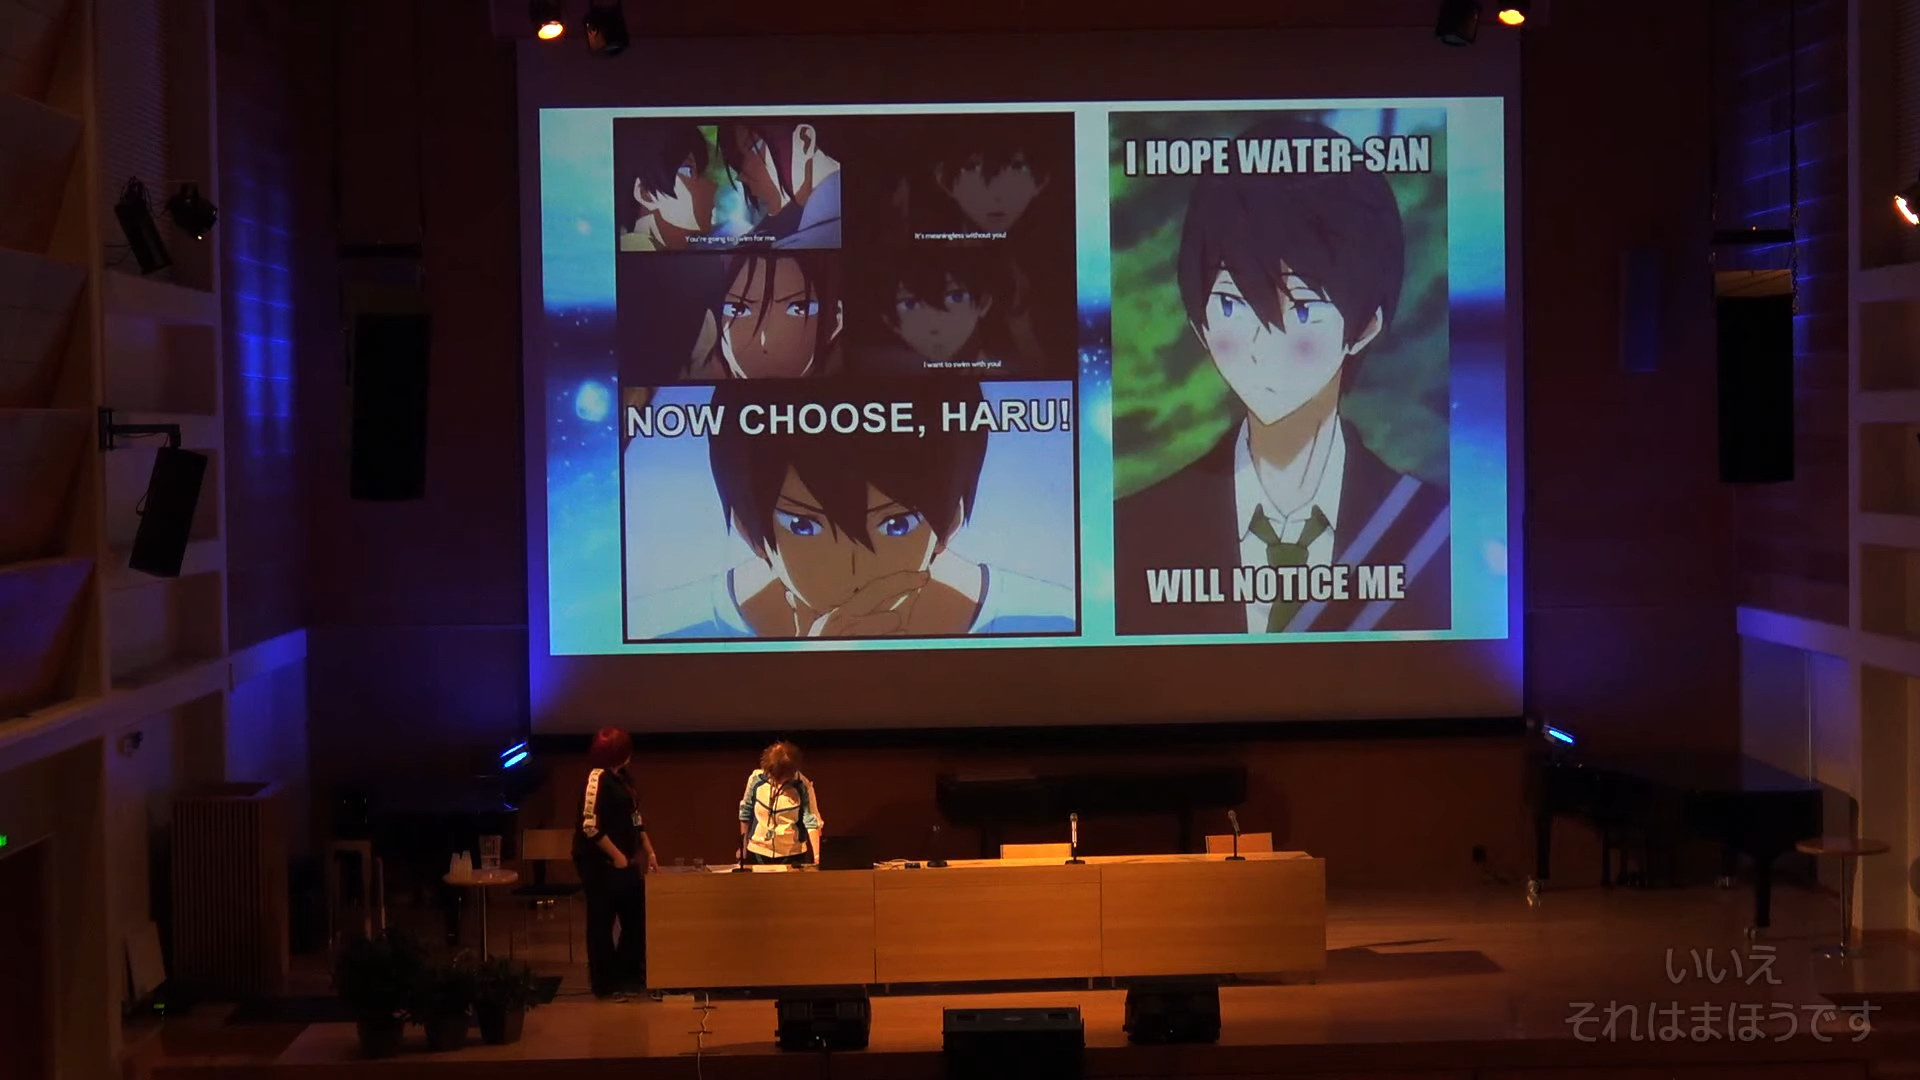 You're going to swim for me.
It's meaningless without you!
I want to swim with you!
NOW CHOOSE, HARU!
I HOPE WATER-SAN
WILL NOTICE ME
いいえ
それはまほうです